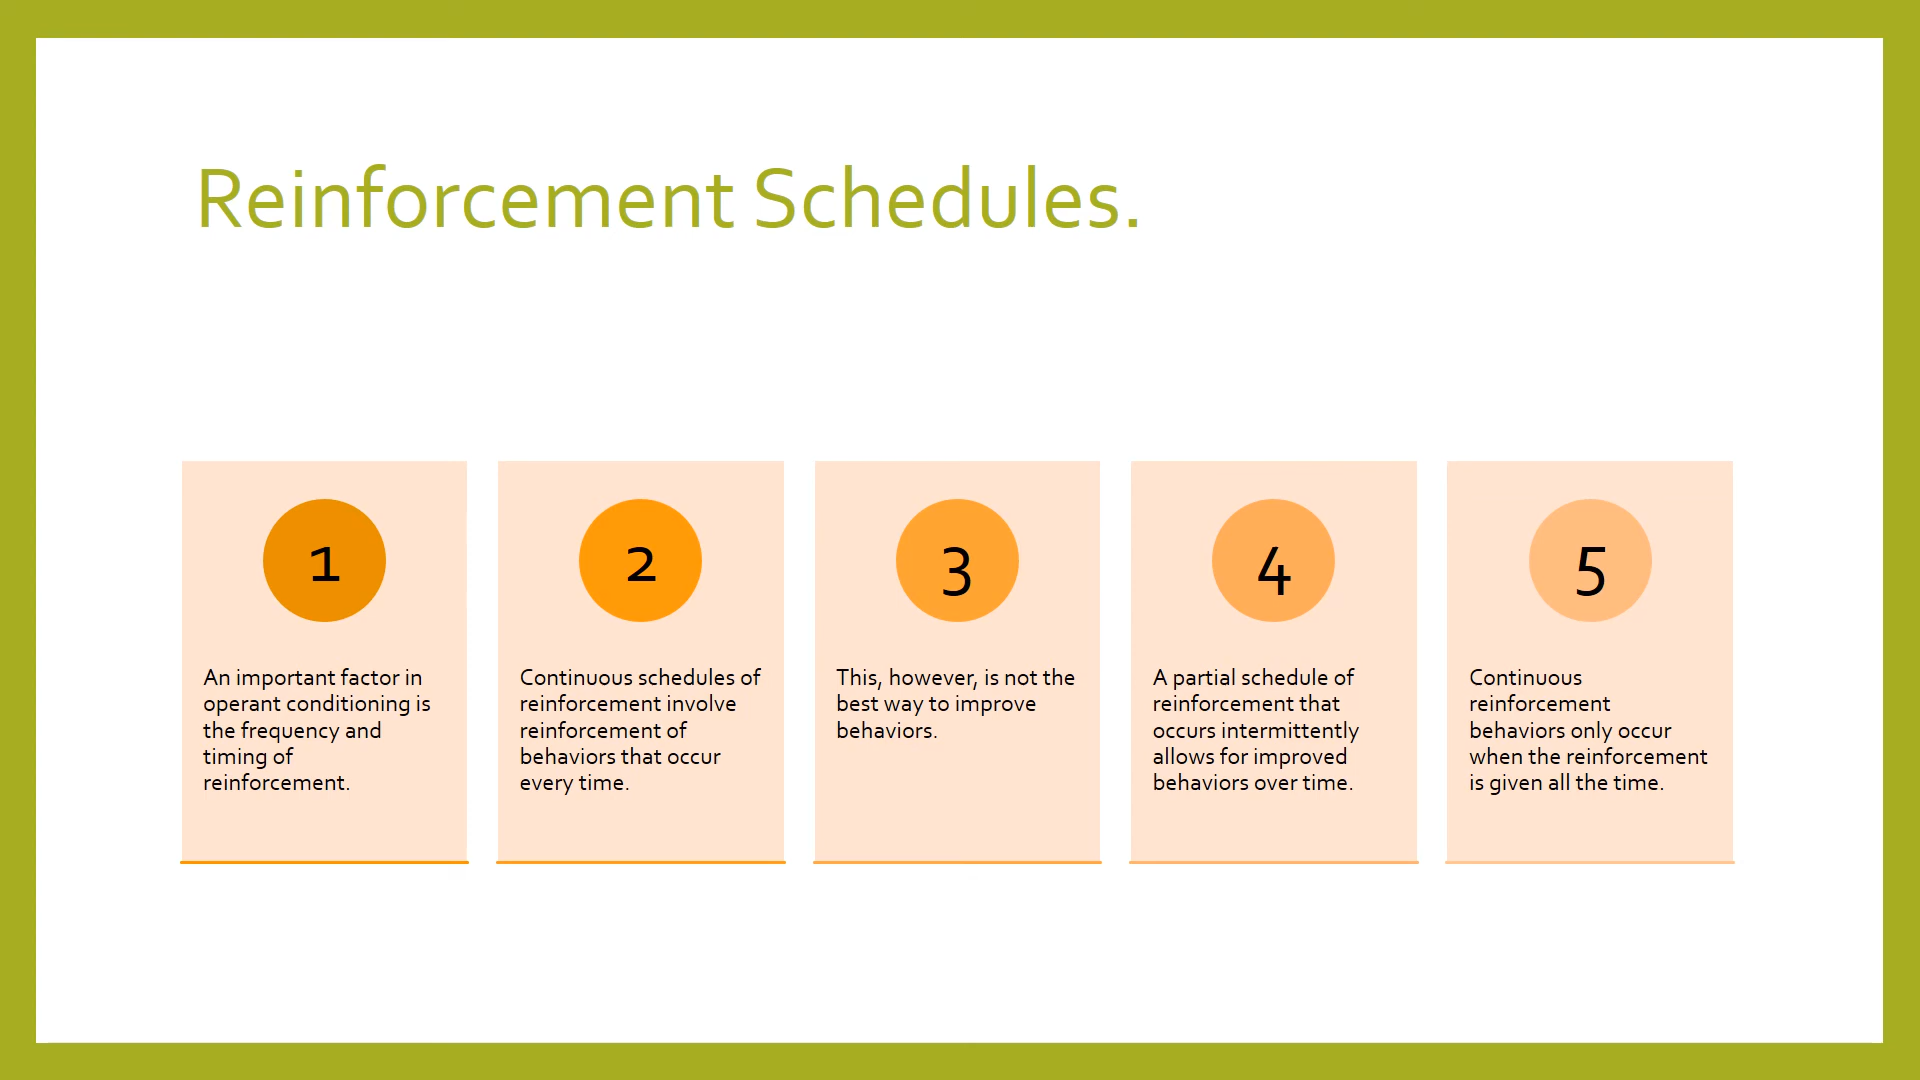 Reinforcement Schedules.
1
An important factor in
operant conditioning is
the frequency and
timing of
reinforcement.
2
Continuous schedules of
reinforcement involve
reinforcement of
behaviors that occur
every time.
3
This, however, is not the
best way to improve
behaviors.
4
A partial schedule of
reinforcement that
occurs intermittently
allows for improved
behaviors over time.
5
Continuous
reinforcement
behaviors only occur
when the reinforcement
is given all the time.